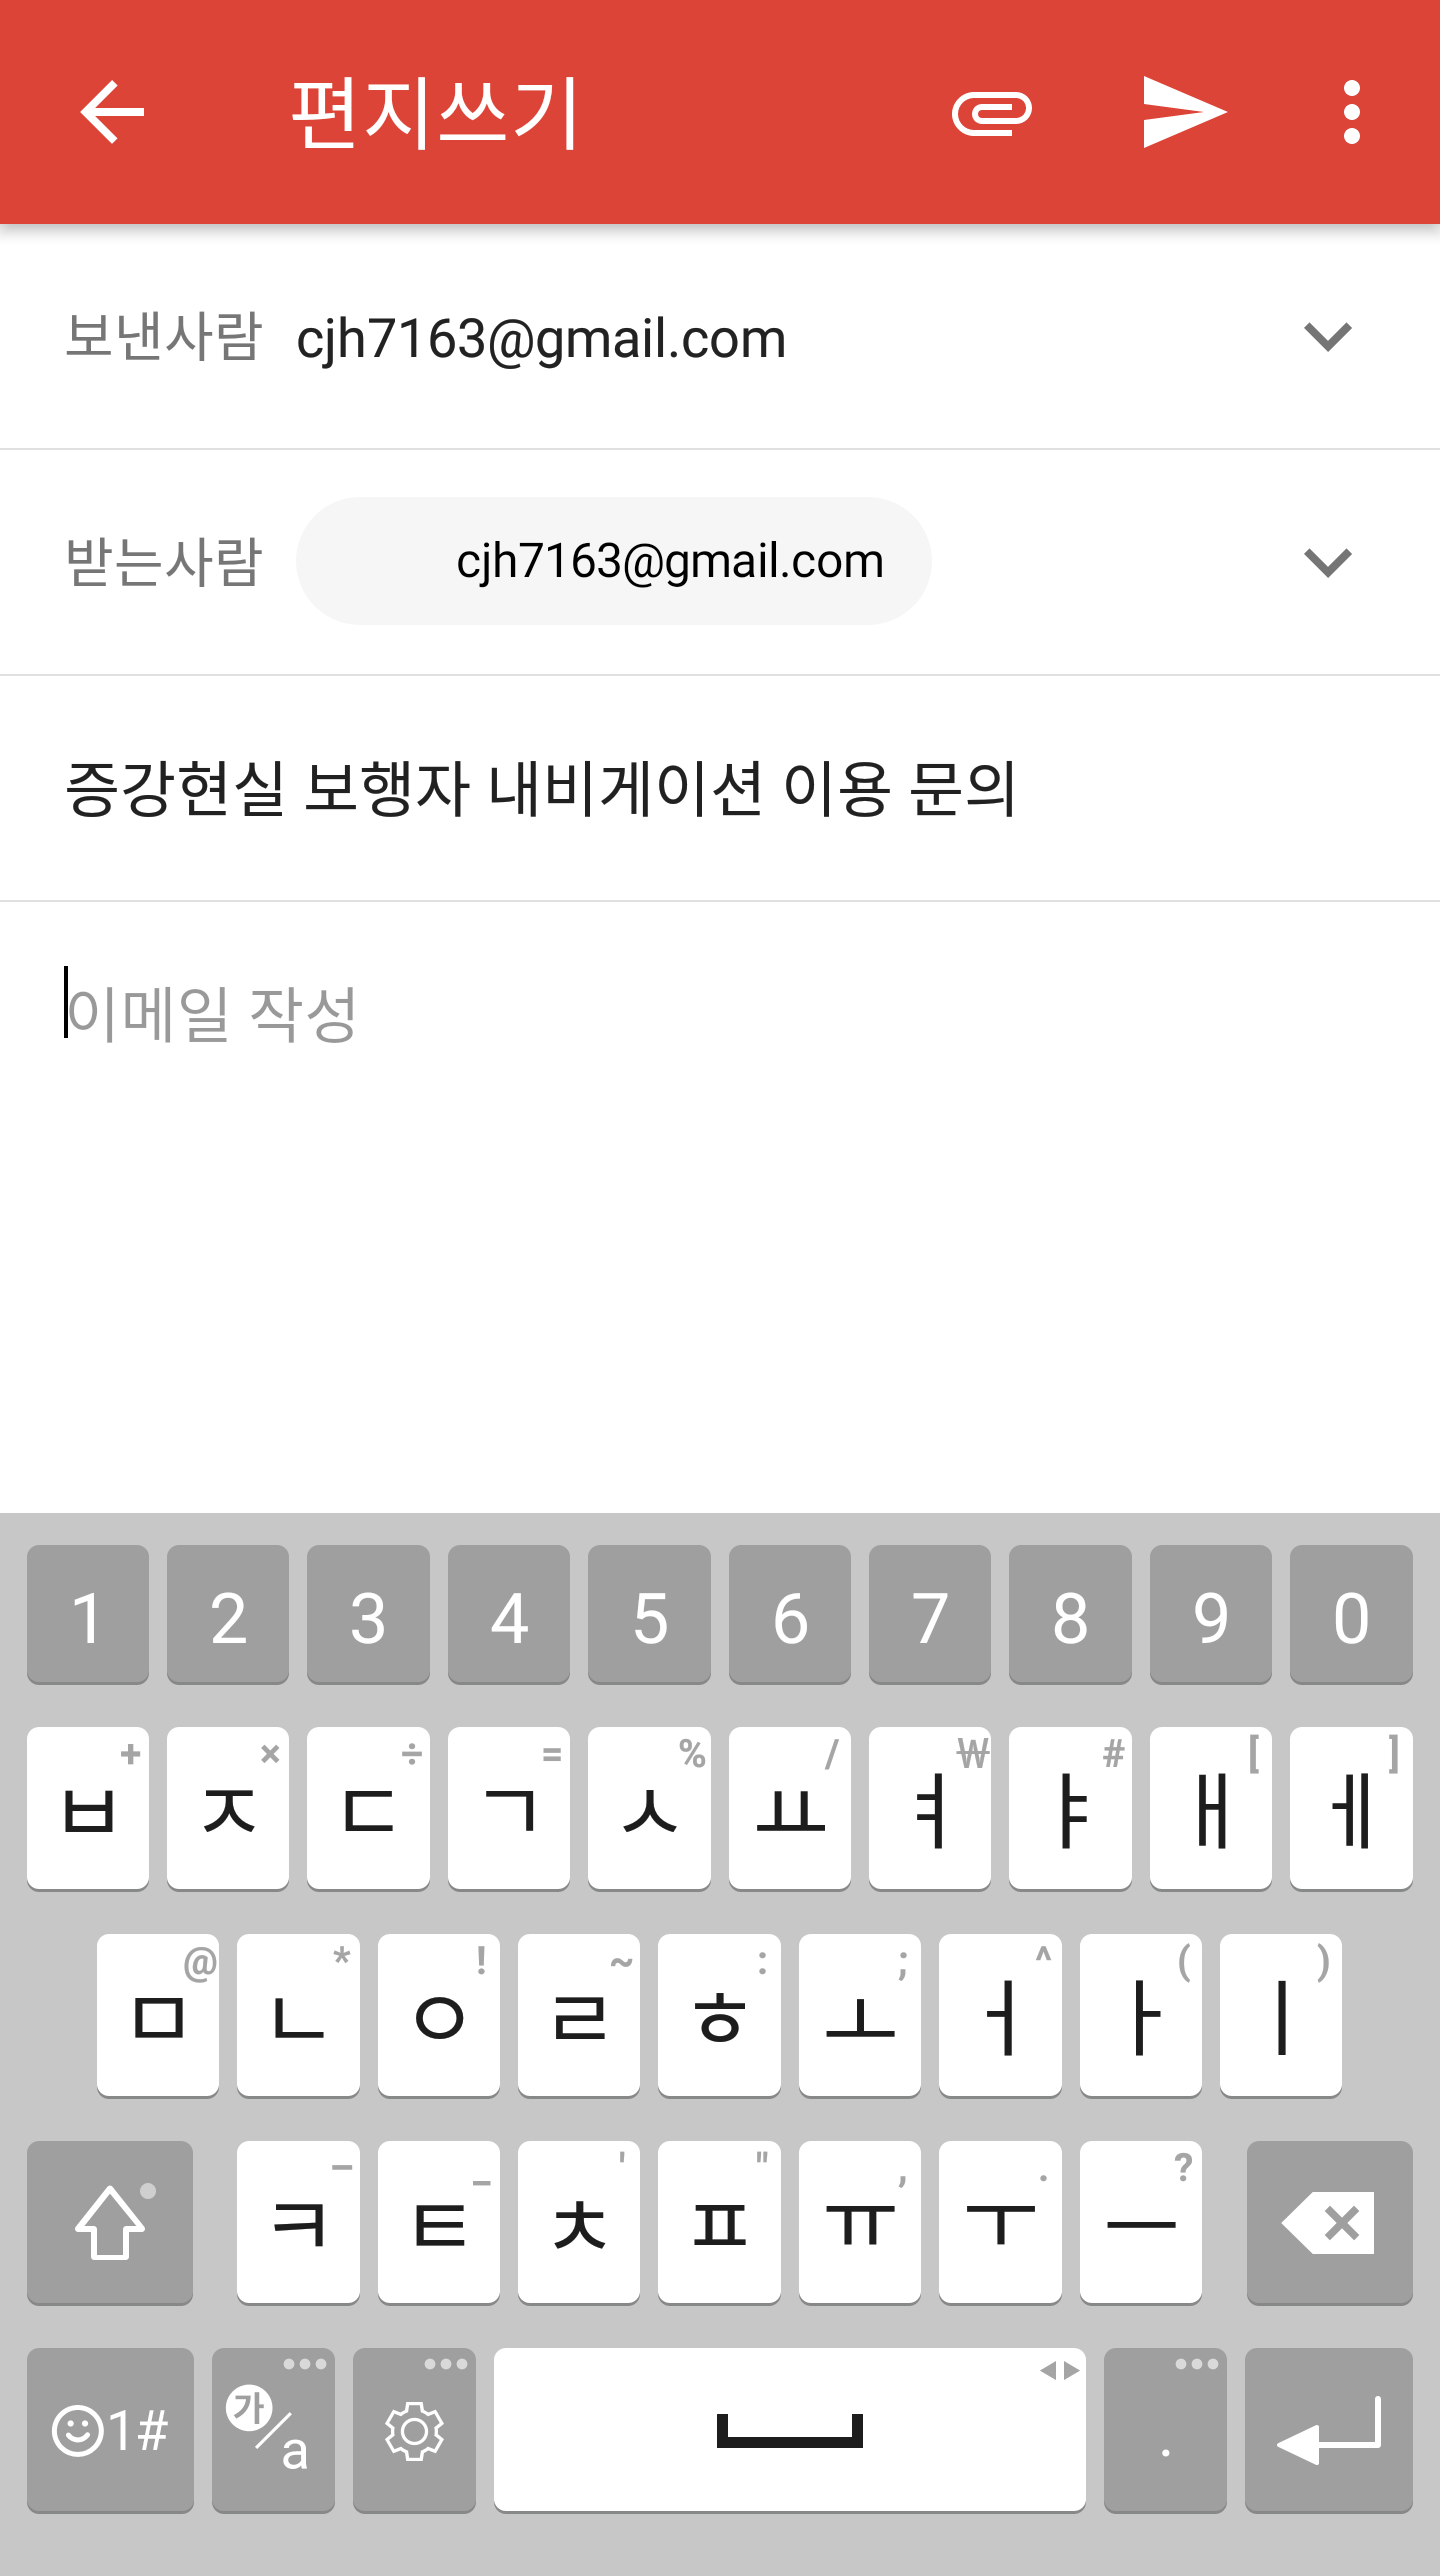 편지쓰기
보낸사람 cjh7163@gmail.com
받는사람 cjh7163@gmail.com
증강현실 보행자 내비게이션 이용 문의
이메일 작성
1 2 3 4 5 6 7 8 9 0
+ × ÷ = % / ₩ # [ ]
ㅂ ㅈ ㄷ ㄱ ㅅ ㅛ ㅕ ㅑ ㅐ ㅔ
@ * ! ~ : ; ^ ( )
ㅁ ㄴ ㅇ ㄹ ㅎ ㅗ ㅓ ㅏ ㅣ
– _ ' " , . ?
ㅋ ㅌ ㅊ ㅍ ㅠ ㅜ ㅡ
1# 가/a .